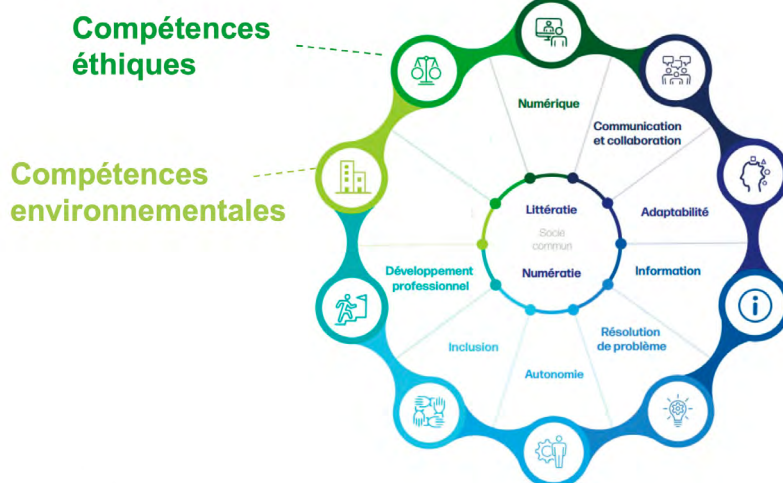 Compétences
éthiques
Compétences
environnementales
Numérique
Communication
et collaboration
Adaptabilité
Information
Résolution
de problème
Autonomie
Inclusion
Développement
professionnel
Littératie
Socle
commun
Numératie